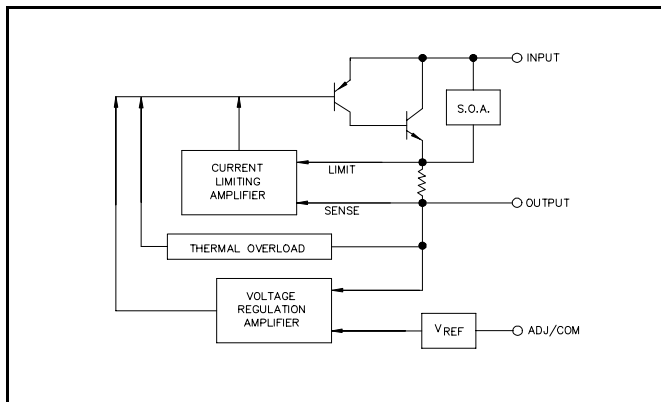 INPUT
S.O.A.
CURRENT
LIMITING
AMPLIFIER
LIMIT
SENSE
OUTPUT
THERMAL OVERLOAD
VOLTAGE
REGULATION
AMPLIFIER
VREF
ADJ/COM